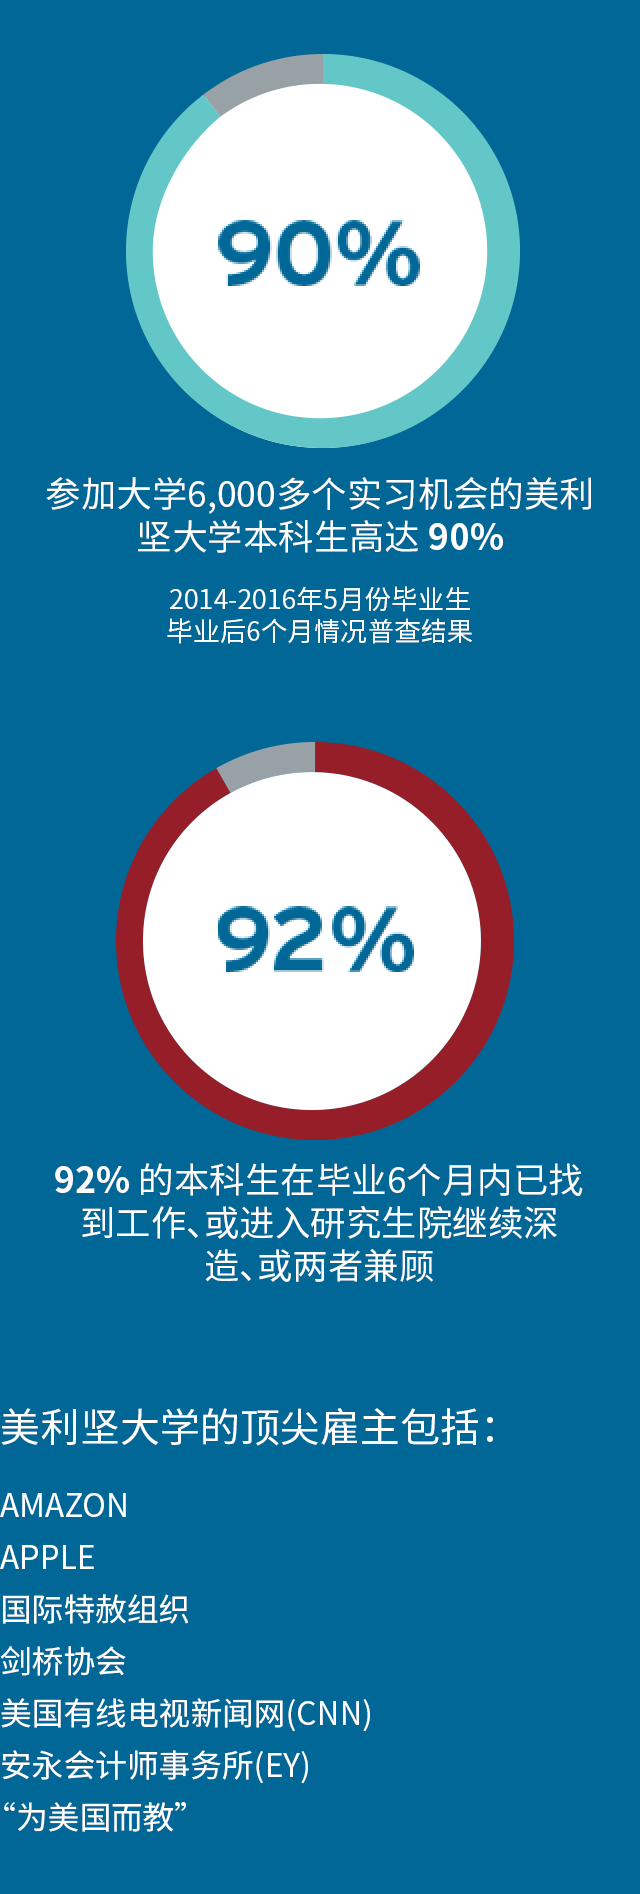 90%
参加大学6,000多个实习机会的美利
坚大学本科生高达 90%
2014-2016年5月份毕业生
毕业后6个月情况普查结果
92%
92% 的本科生在毕业6个月内已找
到工作、或进入研究生院继续深
造、或两者兼顾
美利坚大学的顶尖雇主包括：
AMAZON
APPLE
国际特赦组织
剑桥协会
美国有线电视新闻网(CNN)
安永会计师事务所(EY)
“为美国而教”